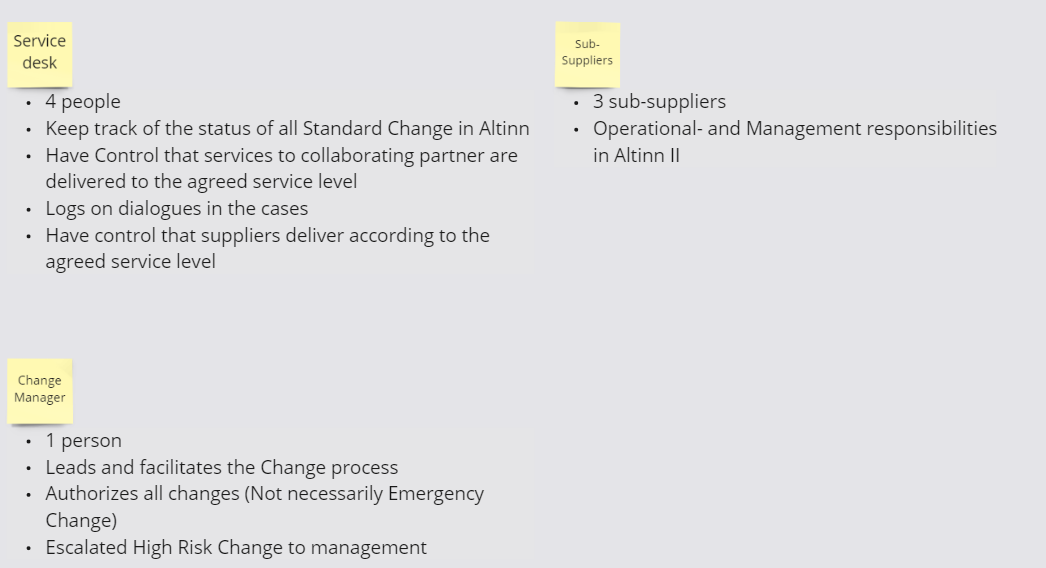 Service
desk
• 4 people
• Keep track of the status of all Standard Change in Altinn
• Have Control that services to collaborating partner are
delivered to the agreed service level
• Logs on dialogues in the cases
• Have control that suppliers deliver according to the
agreed service level
Sub-
Suppliers
• 3 sub-suppliers
• Operational- and Management responsibilities
in Altinn II
Change
Manager
• 1 person
• Leads and facilitates the Change process
• Authorizes all changes (Not necessarily Emergency
Change)
• Escalated High Risk Change to management